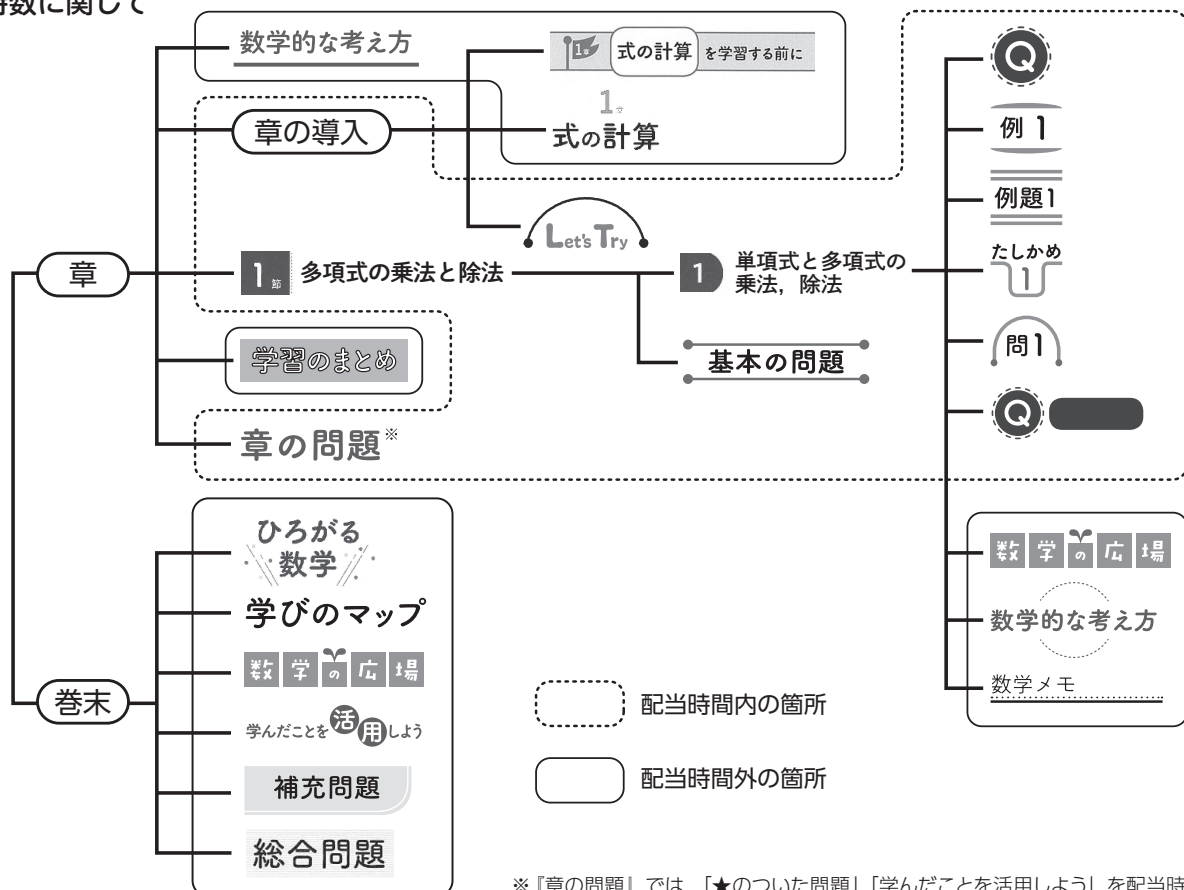 時数に関して
数学的な考え方
1章 式の計算 を学習する前に
1章
式の計算
章の導入
Let's Try
章
1節 多項式の乗法と除法
1 単項式と多項式の
乗法，除法
学習のまとめ
基本の問題
章の問題※
Q
例 1
例題1
たしかめ
1
問1
Q
数学の広場
数学的な考え方
数学メモ
巻末
ひろがる
数学
学びのマップ
数学の広場
学んだことを活用しよう
補充問題
総合問題
配当時間内の箇所
配当時間外の箇所
※『章の問題』では，「★のついた問題」「学んだことを活用しよう」を配当時